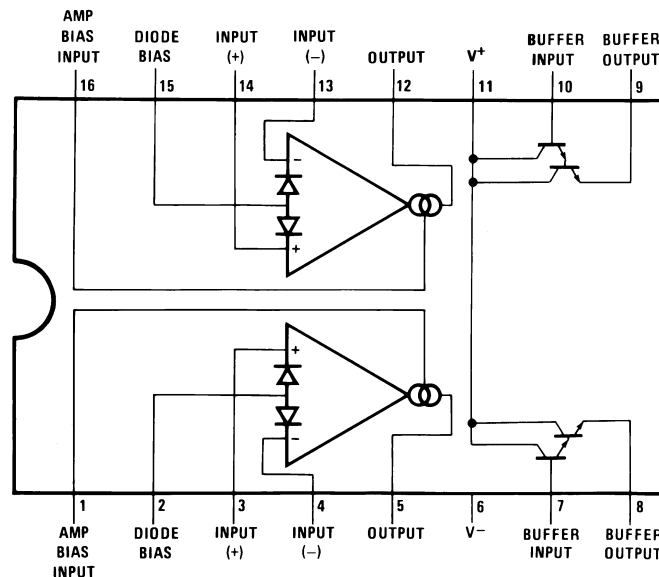 AMP
BIAS
INPUT
DIODE
BIAS
INPUT
(+)
INPUT
(−)
OUTPUT
V+
BUFFER
INPUT
BUFFER
OUTPUT
16 15 14 13 12 11 10 9
−
+
+
−
1 2 3 4 5 6 7 8
AMP
BIAS
INPUT
DIODE
BIAS
INPUT
(+)
INPUT
(−)
OUTPUT
V−
BUFFER
INPUT
BUFFER
OUTPUT